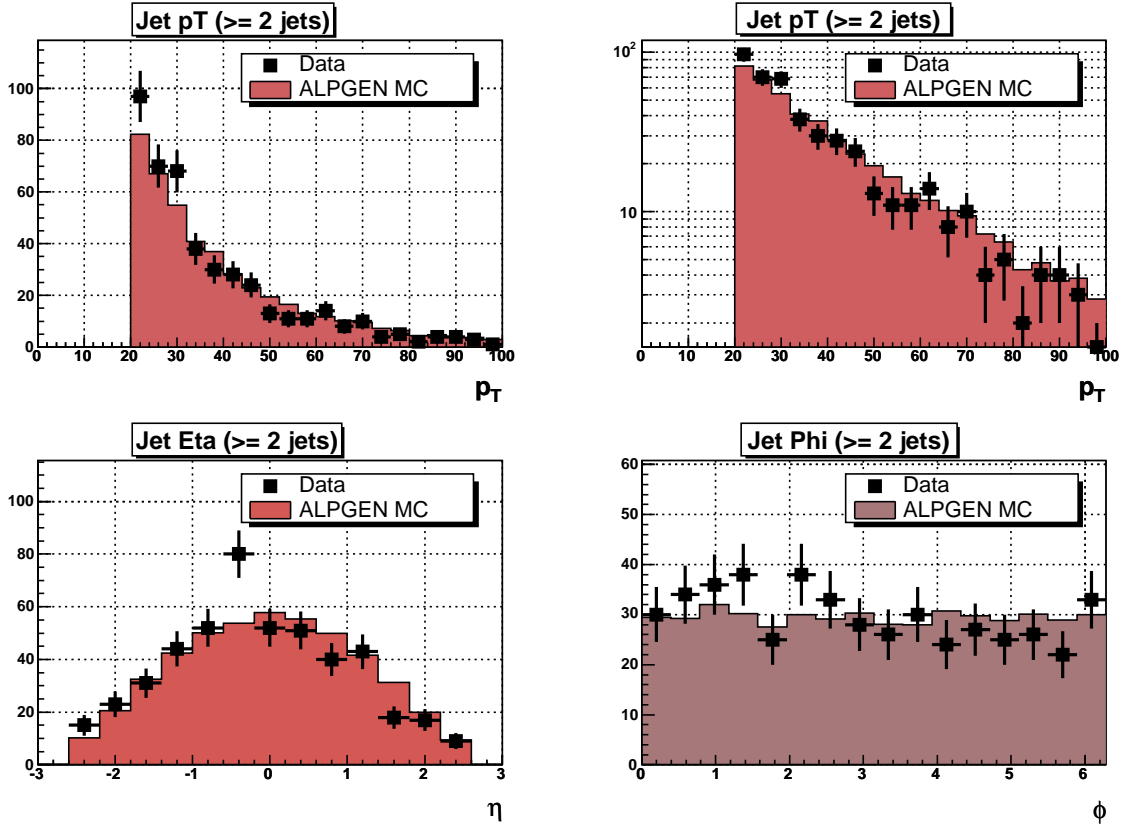 Jet pT (>= 2 jets)
Data
ALPGEN MC
100
80
60
40
20
0
0 10 20 30 40 50 60 70 80 90 100
p_T
Jet pT (>= 2 jets)
Data
ALPGEN MC
10²
10
0 10 20 30 40 50 60 70 80 90 100
p_T
Jet Eta (>= 2 jets)
Data
ALPGEN MC
100
80
60
40
20
0
-3 -2 -1 0 1 2 3
η
Jet Phi (>= 2 jets)
Data
ALPGEN MC
60
50
40
30
20
10
0
0 1 2 3 4 5 6
ϕ